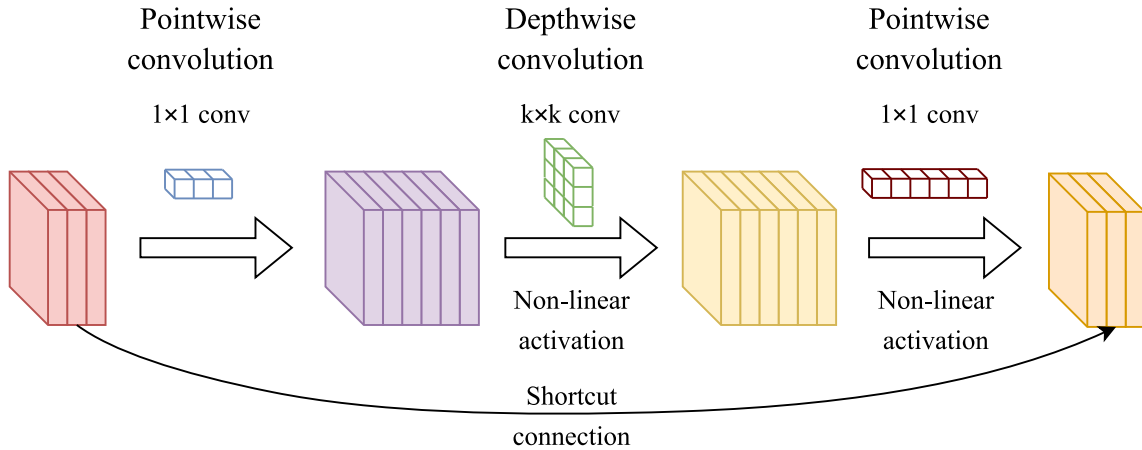 Pointwise
convolution
1×1 conv
Depthwise
convolution
k×k conv
Non-linear
activation
Pointwise
convolution
1×1 conv
Non-linear
activation
Shortcut
connection